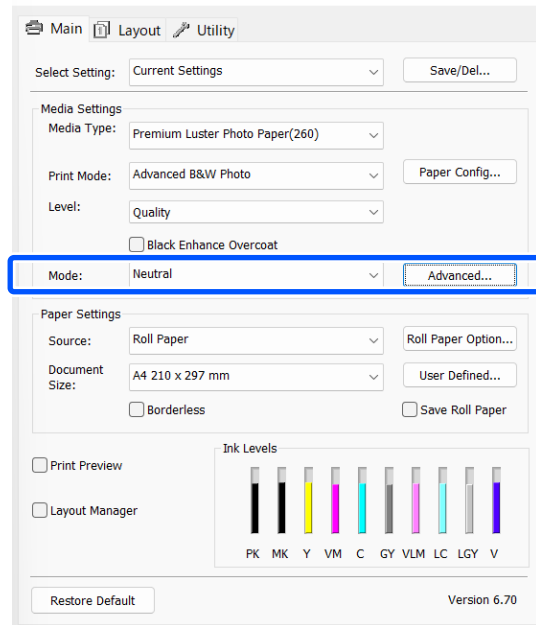 Main Layout Utility
Select Setting: Current Settings Save/Del...
Media Settings
Media Type: Premium Luster Photo Paper(260)
Print Mode: Advanced B&W Photo Paper Config...
Level: Quality
Black Enhance Overcoat
Mode: Neutral Advanced...
Paper Settings
Source: Roll Paper Roll Paper Option...
Document
Size: A4 210 x 297 mm User Defined...
Borderless Save Roll Paper
Ink Levels
Print Preview
Layout Manager
PK MK Y VM C GY VLM LC LGY V
Restore Default Version 6.70